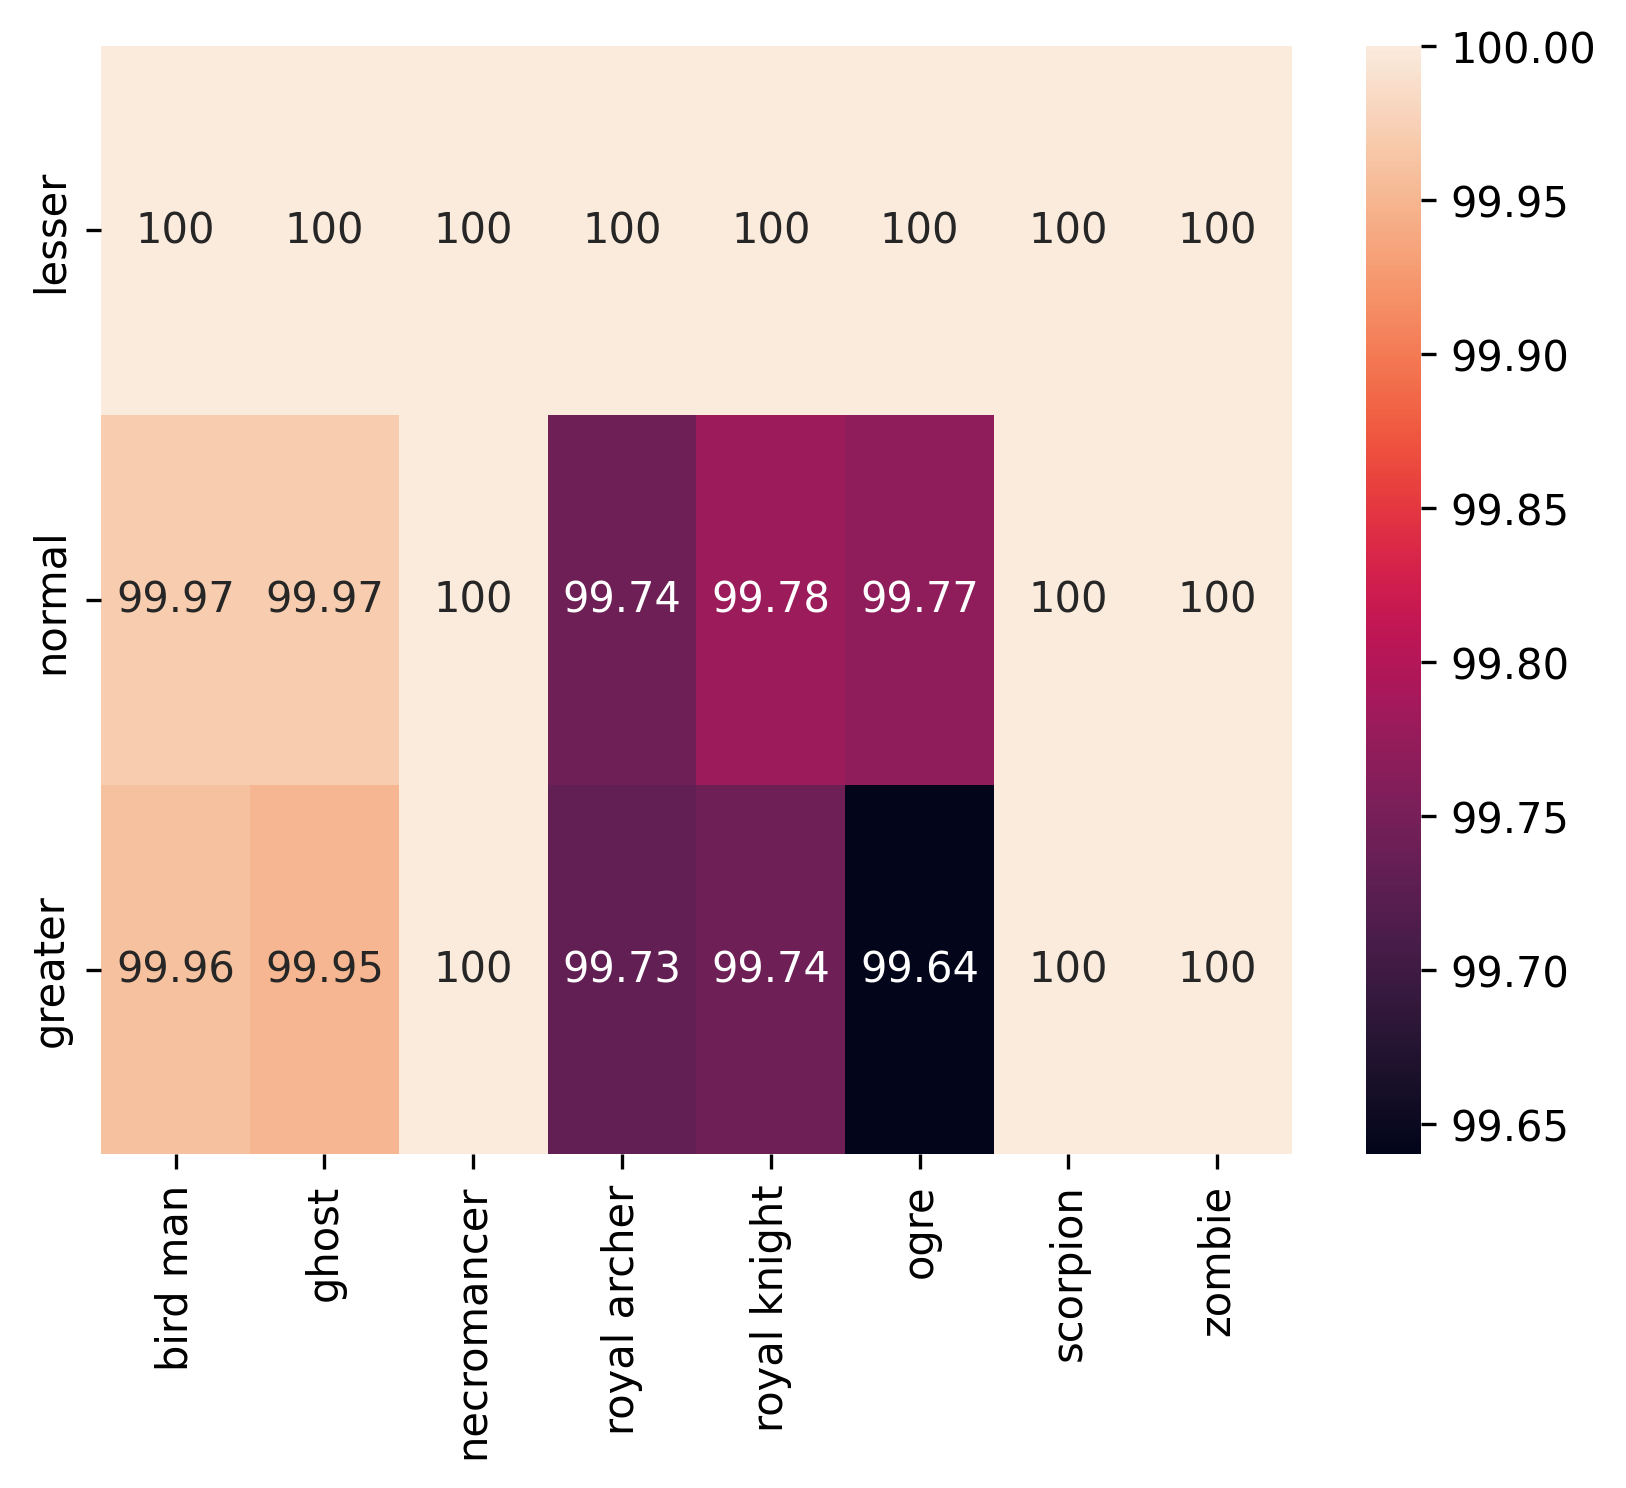 100.00
99.95
99.90
99.85
99.80
99.75
99.70
99.65
lesser
100 100 100 100 100 100 100 100
normal
99.97 99.97 100 99.74 99.78 99.77 100 100
greater
99.96 99.95 100 99.73 99.74 99.64 100 100
bird man
ghost
necromancer
royal archer
royal knight
ogre
scorpion
zombie